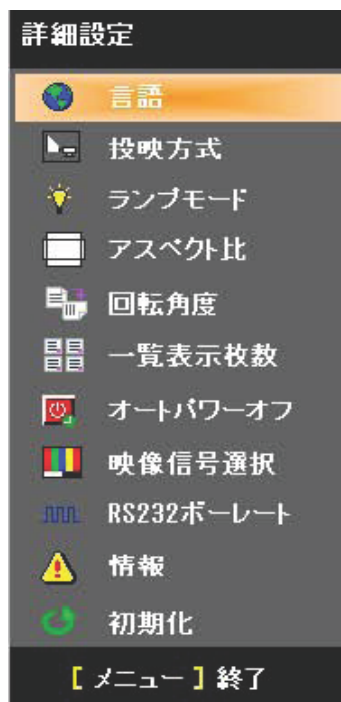 詳細設定
言語
投映方式
ランプモード
アスペクト比
回転角度
一覧表示枚数
オートパワーオフ
映像信号選択
RS232ボーレート
情報
初期化
[メニュー] 終了